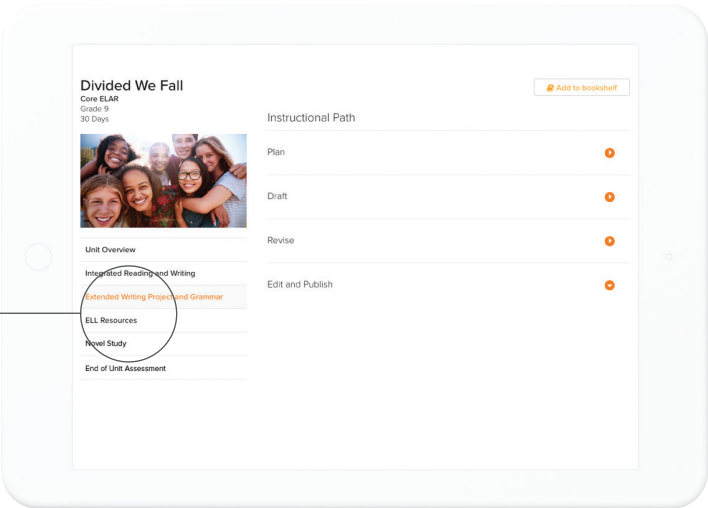 Divided We Fall
Core ELAR
Grade 9
30 Days
Unit Overview
Integrated Reading and Writing
Extended Writing Project and Grammar
ELL Resources
Novel Study
End of Unit Assessment
Add to bookshelf
Instructional Path
Plan
Draft
Revise
Edit and Publish